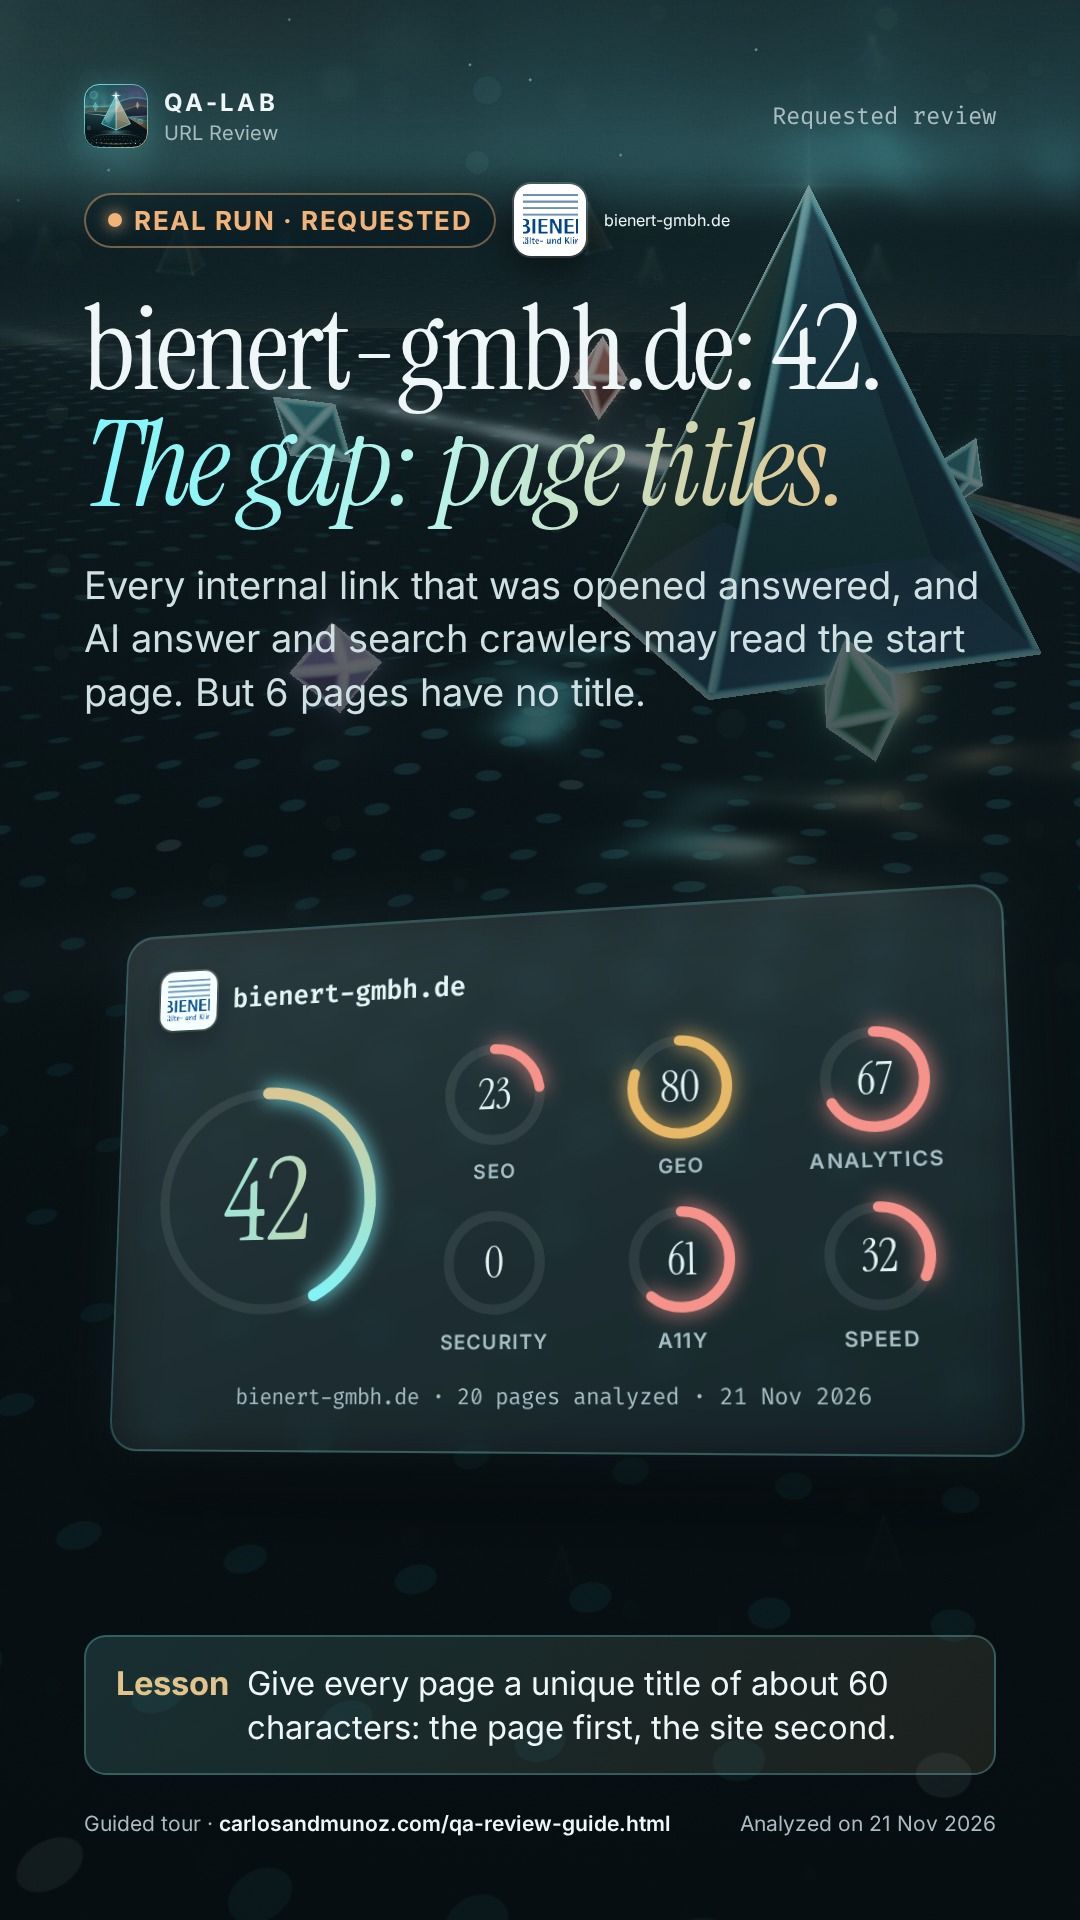 QA-LAB
URL Review
Requested review
REAL RUN · REQUESTED
BIENE
bienert-gmbh.de
bienert-gmbh.de: 42.
The gap: page titles.
Every internal link that was opened answered, and
AI answer and search crawlers may read the start
page. But 6 pages have no title.
BIENE
bienert-gmbh.de
42
23
SEO
80
GEO
67
ANALYTICS
0
SECURITY
61
A11Y
32
SPEED
bienert-gmbh.de · 20 pages analyzed · 21 Nov 2026
Lesson Give every page a unique title of about 60
characters: the page first, the site second.
Guided tour · carlosandmunoz.com/qa-review-guide.html
Analyzed on 21 Nov 2026